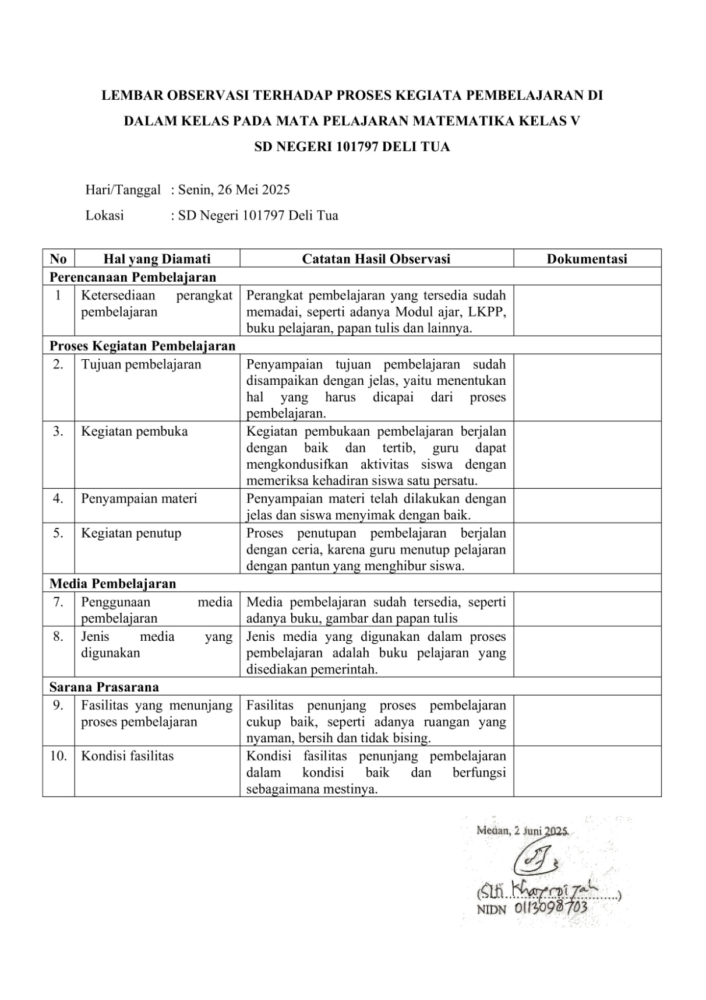 LEMBAR OBSERVASI TERHADAP PROSES KEGIATA PEMBELAJARAN DI
DALAM KELAS PADA MATA PELAJARAN MATEMATIKA KELAS V
SD NEGERI 101797 DELI TUA
Hari/Tanggal : Senin, 26 Mei 2025
Lokasi : SD Negeri 101797 Deli Tua
No Hal yang Diamati Catatan Hasil Observasi Dokumentasi
Perencanaan Pembelajaran
1 Ketersediaan perangkat Perangkat pembelajaran yang tersedia sudah
pembelajaran memadai, seperti adanya Modul ajar, LKPP,
buku pelajaran, papan tulis dan lainnya.
Proses Kegiatan Pembelajaran
2. Tujuan pembelajaran Penyampaian tujuan pembelajaran sudah
disampaikan dengan jelas, yaitu menentukan
hal yang harus dicapai dari proses
pembelajaran.
3. Kegiatan pembuka Kegiatan pembukaan pembelajaran berjalan
dengan baik dan tertib, guru dapat
mengkondusifkan aktivitas siswa dengan
memeriksa kehadiran siswa satu persatu.
4. Penyampaian materi Penyampaian materi telah dilakukan dengan
jelas dan siswa menyimak dengan baik.
5. Kegiatan penutup Proses penutupan pembelajaran berjalan
dengan ceria, karena guru menutup pelajaran
dengan pantun yang menghibur siswa.
Media Pembelajaran
7. Penggunaan media Media pembelajaran sudah tersedia, seperti
pembelajaran adanya buku, gambar dan papan tulis
8. Jenis media yang Jenis media yang digunakan dalam proses
digunakan pembelajaran adalah buku pelajaran yang
disediakan pemerintah.
Sarana Prasarana
9. Fasilitas yang menunjang Fasilitas penunjang proses pembelajaran
proses pembelajaran cukup baik, seperti adanya ruangan yang
nyaman, bersih dan tidak bising.
10. Kondisi fasilitas Kondisi fasilitas penunjang pembelajaran
dalam kondisi baik dan berfungsi
sebagaimana mestinya.
Medan, 2 Juni 2025
(Siti
NIDN 0113098703